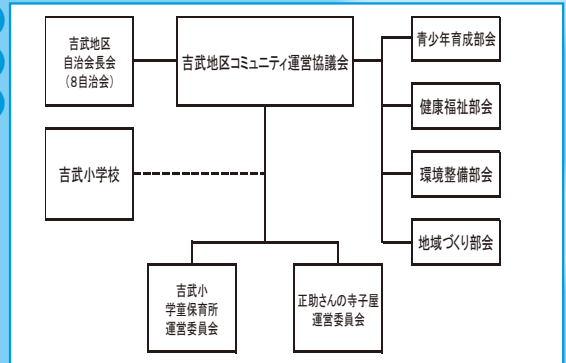 吉武地区
自治会長会
（8自治会）
吉武地区コミュニティ運営協議会
青少年育成部会
健康福祉部会
吉武小学校
環境整備部会
地域づくり部会
吉武小
学童保育所
運営委員会
正助さんの寺子屋
運営委員会